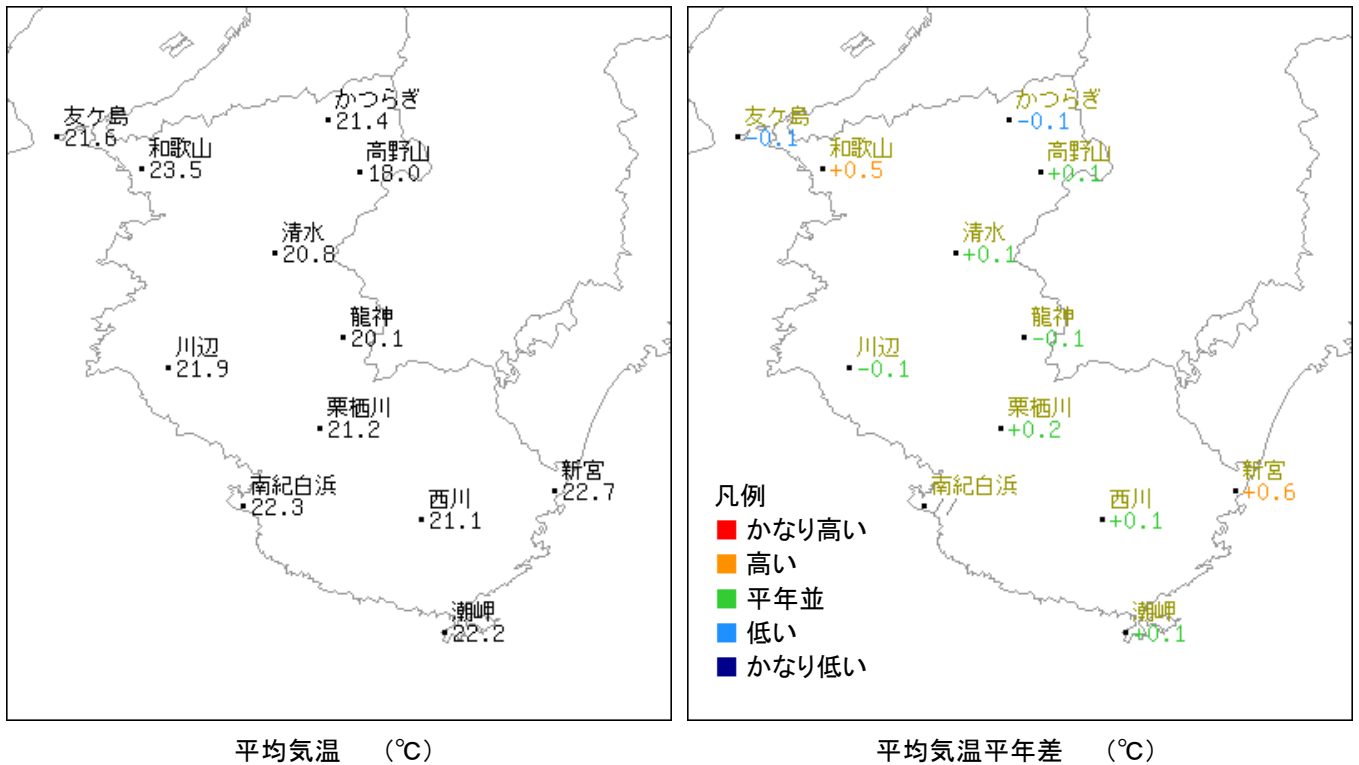 かつらぎ
21.4
友ケ島
21.6
和歌山
23.5
高野山
18.0
清水
20.8
龍神
20.1
川辺
21.9
栗栖川
21.2
新宮
22.7
南紀白浜
22.3
西川
21.1
潮岬
22.2
平均気温 (℃)
かつらぎ
-0.1
友ケ島
-0.1
和歌山
+0.5
高野山
+0.1
清水
+0.1
龍神
-0.1
川辺
-0.1
栗栖川
+0.2
新宮
+0.6
南紀白浜
//
西川
+0.1
潮岬
+0.1
凡例
かなり高い
高い
平年並
低い
かなり低い
平均気温平年差 (℃)